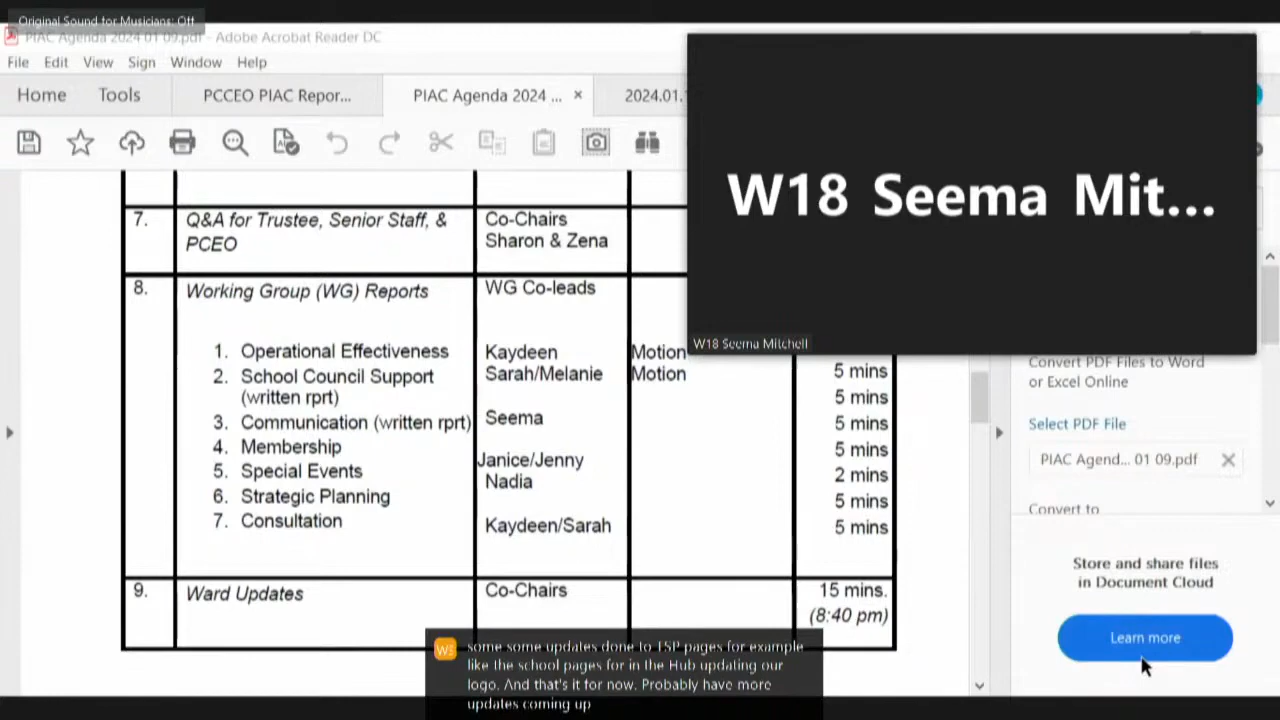 Original Sound for Musicians: Off
PIAC Agenda 2024 01 09.pdf - Adobe Acrobat Reader DC
File Edit View Sign Window Help
Home Tools PCCEO PIAC Repor... PIAC Agenda 2024 ... × 2024.01.
W18 Seema Mit...
W18 Seema Mitchell
7. Q&A for Trustee, Senior Staff, & Co-Chairs
PCEO Sharon & Zena
8. Working Group (WG) Reports WG Co-leads
1. Operational Effectiveness Kaydeen Motion
2. School Council Support Sarah/Melanie Motion 5 mins
(written rprt) 5 mins
3. Communication (written rprt) Seema 5 mins
4. Membership Janice/Jenny 5 mins
5. Special Events Nadia 2 mins
6. Strategic Planning 5 mins
7. Consultation Kaydeen/Sarah 5 mins
9. Ward Updates Co-Chairs 15 mins.
(8:40 pm)
Convert PDF Files to Word
or Excel Online
Select PDF File
PIAC Agend... 01 09.pdf
Convert to
Store and share files
in Document Cloud
Learn more
some some updates done to TSP pages for example
like the school pages for in the Hub updating our
logo. And that's it for now. Probably have more
updates coming up